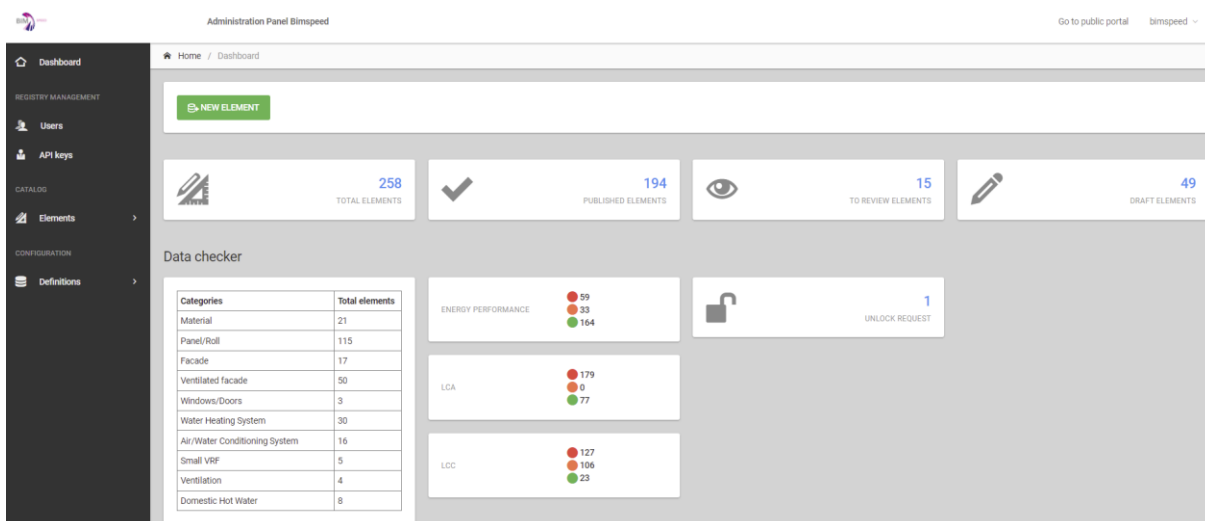 BIM
Administration Panel Bimspeed
Go to public portal
bimspeed
Dashboard
REGISTRY MANAGEMENT
Users
API keys
CATALOG
Elements
CONFIGURATION
Definitions
Home / Dashboard
NEW ELEMENT
258
TOTAL ELEMENTS
194
PUBLISHED ELEMENTS
15
TO REVIEW ELEMENTS
49
DRAFT ELEMENTS
Data checker
Categories Total elements
Material 21
Panel/Roll 115
Facade 17
Ventilated facade 50
Windows/Doors 3
Water Heating System 30
Air/Water Conditioning System 16
Small VRF 5
Ventilation 4
Domestic Hot Water 8
ENERGY PERFORMANCE
59
33
164
LCA
179
0
77
LCC
127
106
23
1
UNLOCK REQUEST